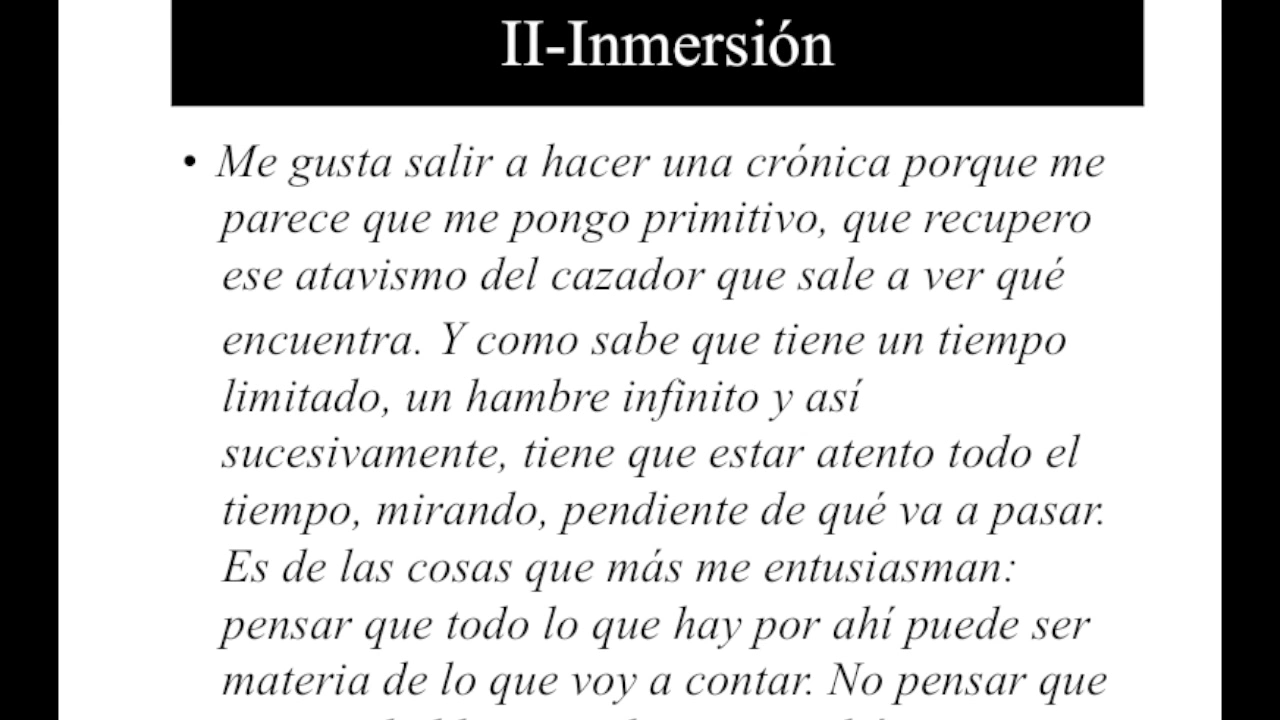 II-Inmersión
• Me gusta salir a hacer una crónica porque me
parece que me pongo primitivo, que recupero
ese atavismo del cazador que sale a ver qué
encuentra. Y como sabe que tiene un tiempo
limitado, un hambre infinito y así
sucesivamente, tiene que estar atento todo el
tiempo, mirando, pendiente de qué va a pasar.
Es de las cosas que más me entusiasman:
pensar que todo lo que hay por ahí puede ser
materia de lo que voy a contar. No pensar que